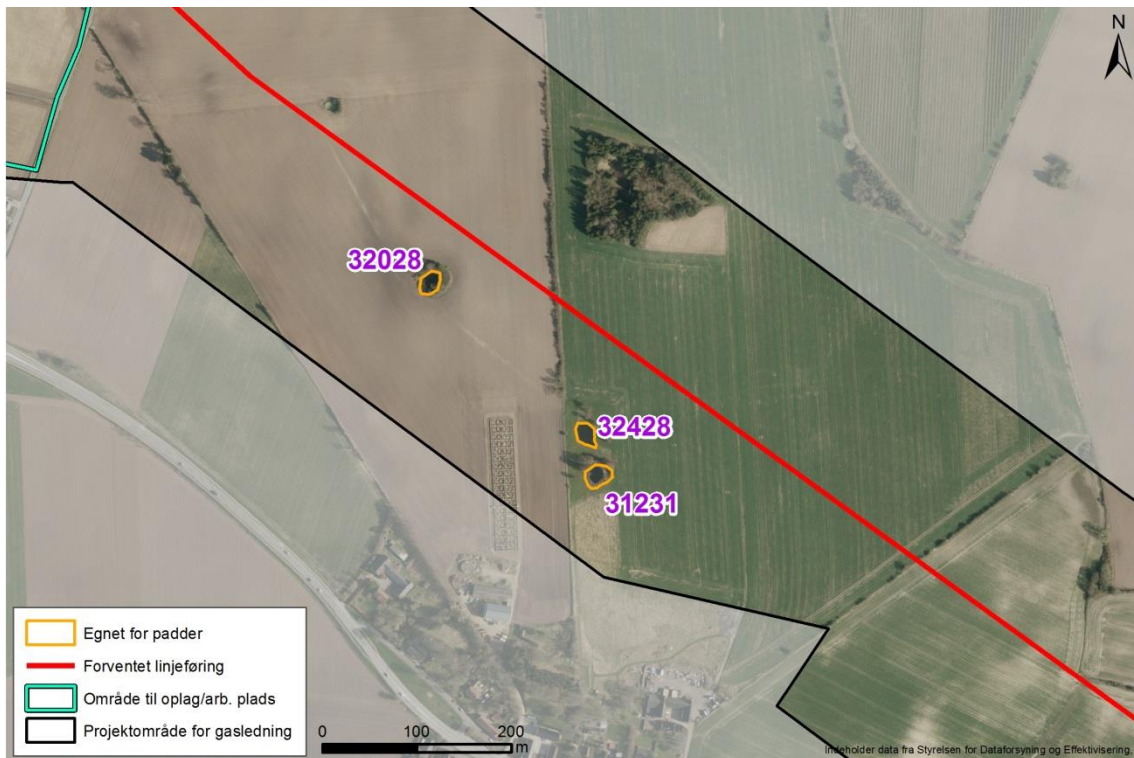 N
32028
32428
31231
Egnet for padder
Forventet linjeføring
Område til oplag/arb. plads
Projektområde for gasledning
0 100 200
m
Indeholder data fra Styrelsen for Dataforsyning og Effektivisering.